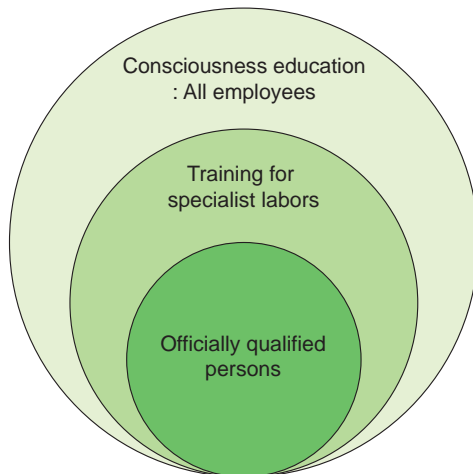 Consciousness education
: All employees
Training for
specialist labors
Officially qualified
persons